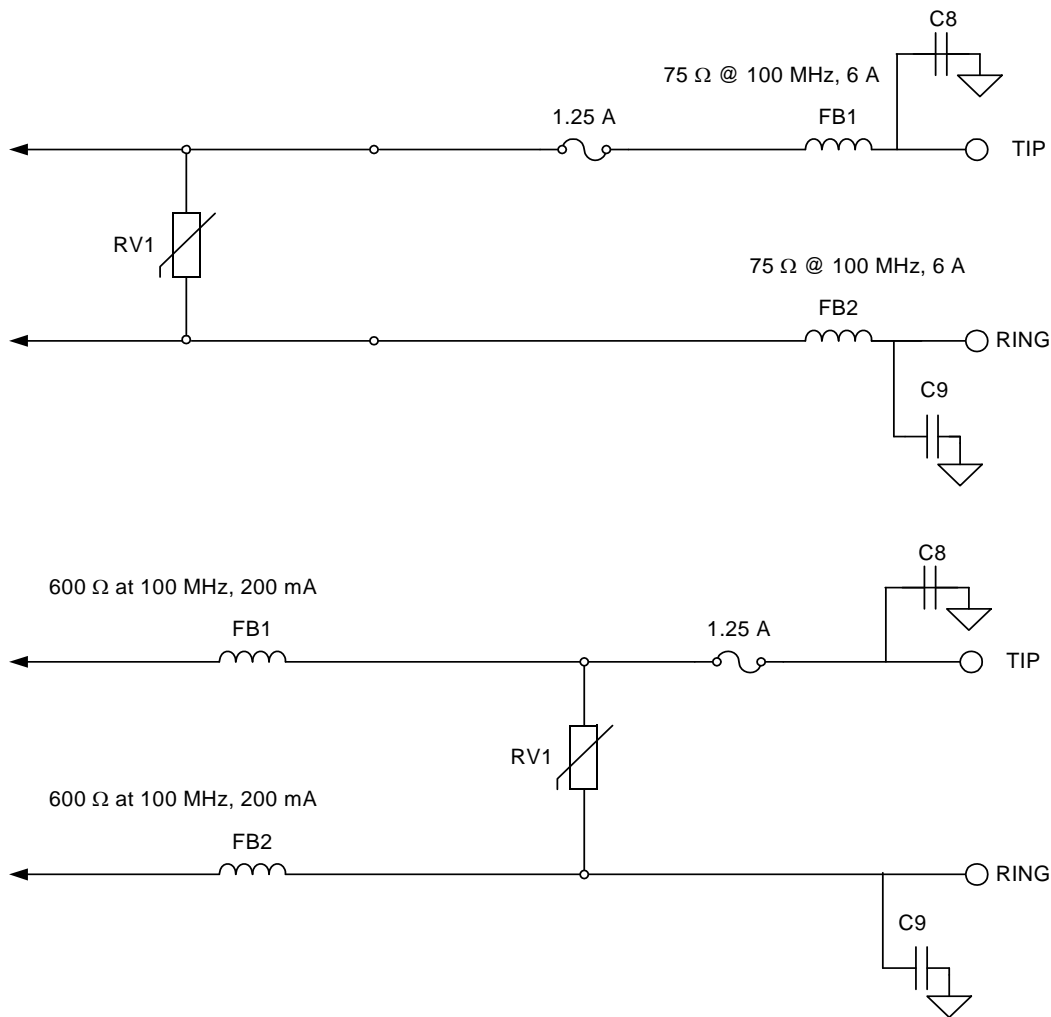 C8
75 Ω @ 100 MHz, 6 A
1.25 A
FB1
TIP
RV1
75 Ω @ 100 MHz, 6 A
FB2
RING
C9
C8
600 Ω at 100 MHz, 200 mA
FB1
1.25 A
TIP
RV1
600 Ω at 100 MHz, 200 mA
FB2
RING
C9